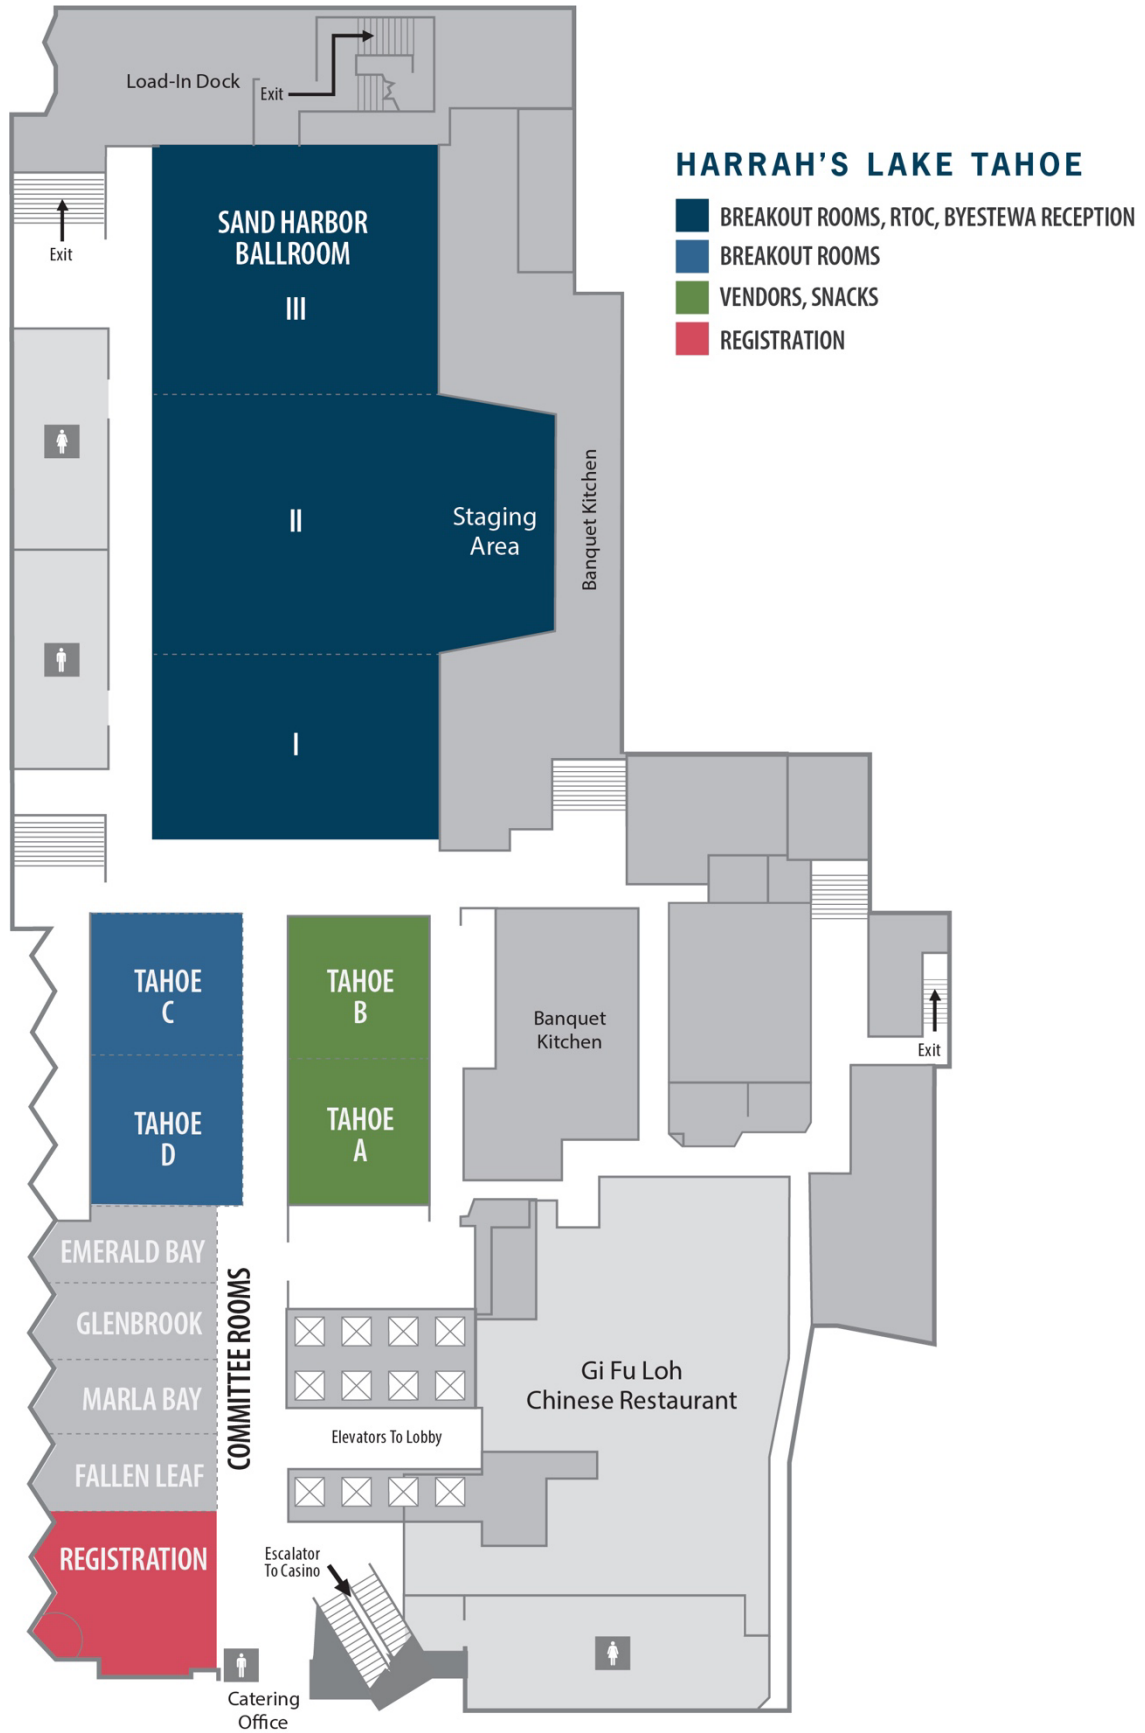 Load-In Dock
Exit
HARRAH'S LAKE TAHOE
BREAKOUT ROOMS, RTOC, BYESTEWA RECEPTION
BREAKOUT ROOMS
VENDORS, SNACKS
REGISTRATION
Exit
SAND HARBOR
BALLROOM
III
II
Staging
Area
Banquet Kitchen
I
TAHOE
C
TAHOE
B
Banquet
Kitchen
Exit
TAHOE
D
TAHOE
A
EMERALD BAY
GLENBROOK
MARLA BAY
FALLEN LEAF
COMMITTEE ROOMS
Gi Fu Loh
Chinese Restaurant
Elevators To Lobby
REGISTRATION
Escalator
To Casino
Catering
Office